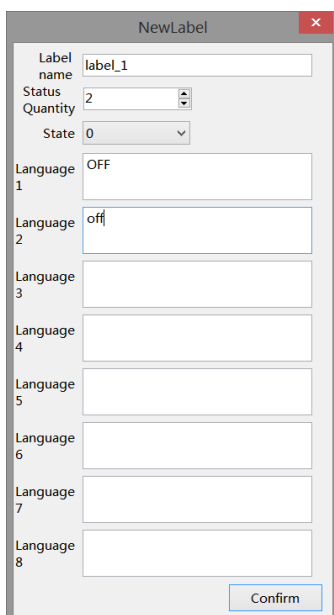 NewLabel
×
Label
name
label_1
Status
Quantity
2
State
0
Language
1
OFF
Language
2
off
Language
3
Language
4
Language
5
Language
6
Language
7
Language
8
Confirm